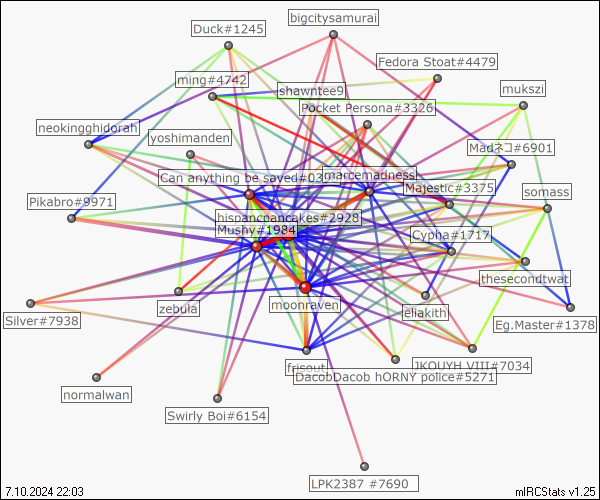 bigcitysamurai
Duck#1245
Fedora Stoat#4479
ming#4742
shawntee9
mukszi
Pocket Persona#3326
neokingghidorah
yoshimanden
Madネコ#6901
Can anything be saved#03
marcemadness
Majestic#3375
somass
Pikabro#9971
hispancpancakes#2928
Mushy#1984
Cypha#1717
thesecondtwat
zebula
moonraven
eliakith
Silver#7938
Eg.Master#1378
frisout
JKOUYH VIII#7034
DacobDacob hORNY police#5271
normalwan
Swirly Boi#6154
LPK2387 #7690
7.10.2024 22:03
mIRCStats v1.25